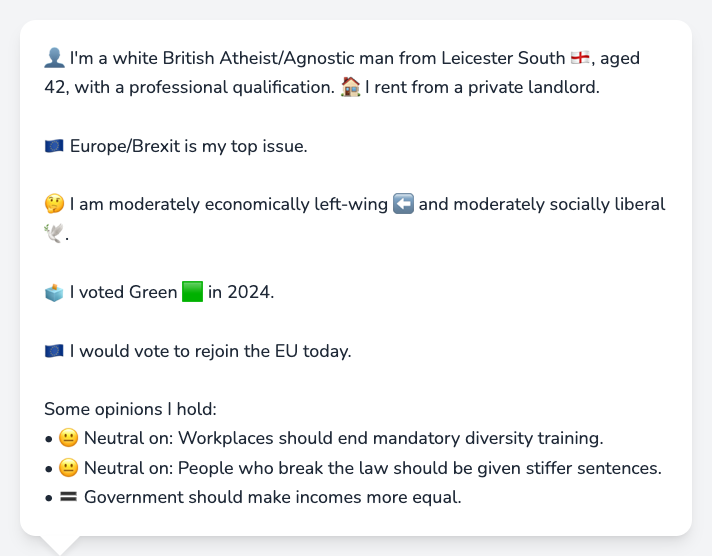 👤 I'm a white British Atheist/Agnostic man from Leicester South 🏴󠁧󠁢󠁥󠁮󠁧󠁿, aged
42, with a professional qualification. 🏠 I rent from a private landlord.
🇪🇺 Europe/Brexit is my top issue.
🤔 I am moderately economically left-wing ⬅️ and moderately socially liberal
🕊️.
🗳️ I voted Green 🟩 in 2024.
🇪🇺 I would vote to rejoin the EU today.
Some opinions I hold:
• 😐 Neutral on: Workplaces should end mandatory diversity training.
• 😐 Neutral on: People who break the law should be given stiffer sentences.
• 🟰 Government should make incomes more equal.